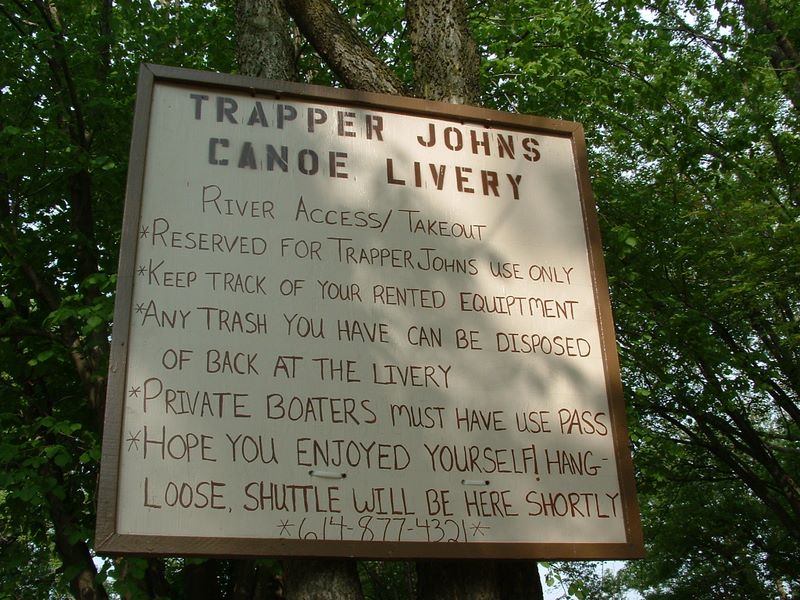 TRAPPER JOHNS
CANOE LIVERY
RIVER ACCESS/TAKEOUT
*RESERVED FOR TRAPPER JOHNS USE ONLY
*KEEP TRACK OF YOUR RENTED EQUIPTMENT
*ANY TRASH YOU HAVE CAN BE DISPOSED
OF BACK AT THE LIVERY
*PRIVATE BOATERS MUST HAVE USE PASS
*HOPE YOU ENJOYED YOURSELF! HANG-
LOOSE, SHUTTLE WILL BE HERE SHORTLY
*614-877-4321*